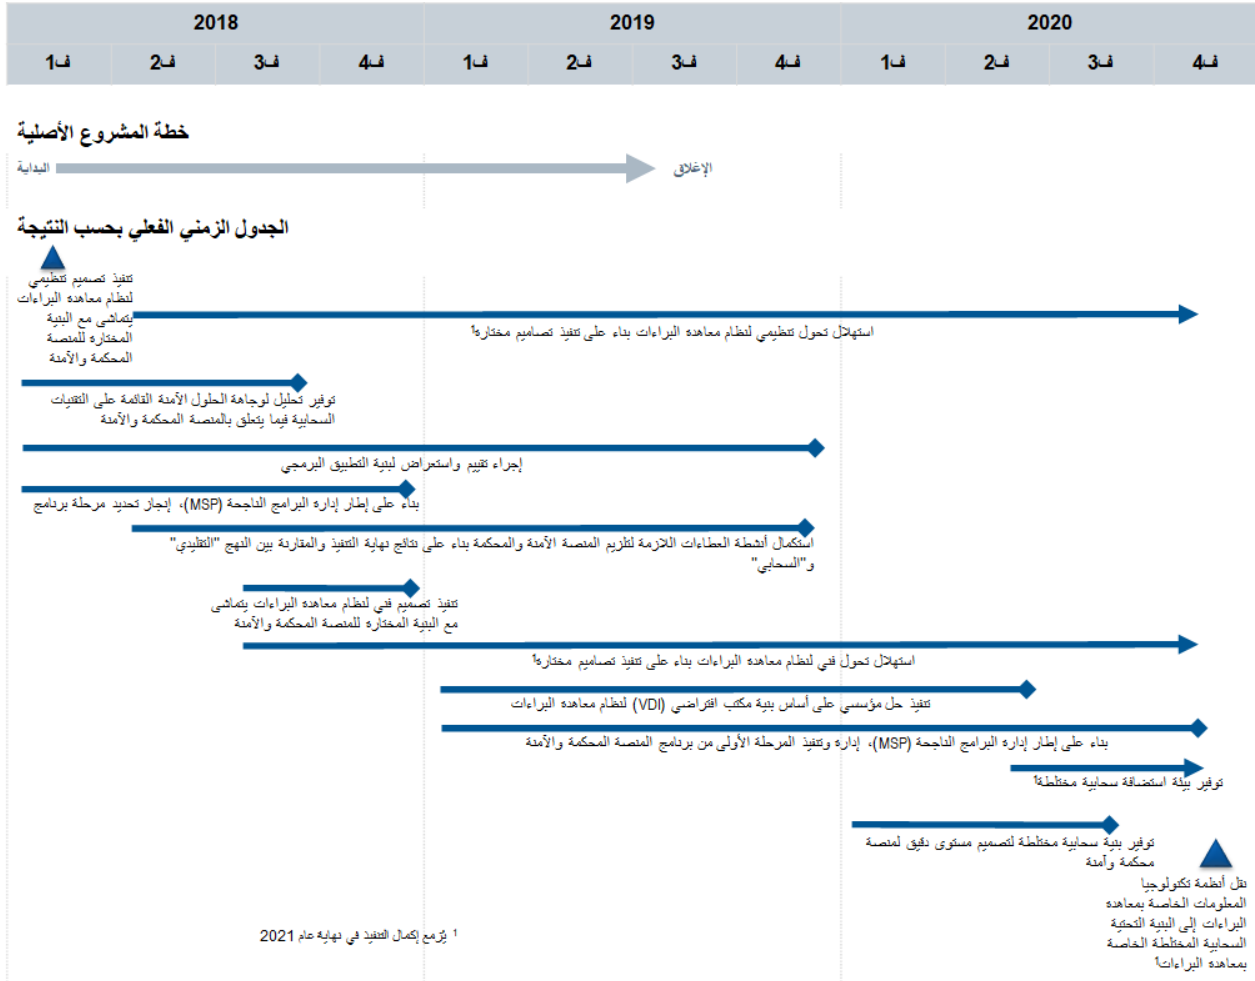 2018 2019 2020
ف1 ف2 ف3 ف4 ف1 ف2 ف3 ف4 ف1 ف2 ف3 ف4
خطة المشروع الأصلية
البداية
الإغلاق
الجدول الزمني الفعلي بحسب النتيجة
تنفيذ تصميم تنظيمي
لنظام معاهدة البراءات
يتماشى مع البنية
المختارة للمنصة
المحكمة والآمنة
استهلال تحول تنظيمي لنظام معاهدة البراءات بناء على تنفيذ تصاميم مختارة¹
توفير تحليل لوجاهة الحلول الآمنة القائمة على التقنيات
السحابية فيما يتعلق بالمنصة المحكمة والآمنة
إجراء تقييم واستعراض لبنية التطبيق البرمجي
بناء على إطار إدارة البرامج الناجحة (MSP)، إنجاز تحديد مرحلة برنامج
استكمال أنشطة العطاءات اللازمة لتلزيم المنصة الآمنة والمحكمة بناء على نتائج نهاية التنفيذ والمقارنة بين النهج "التقليدي"
و"السحابي"
تنفيذ تصميم فني لنظام معاهدة البراءات يتماشى
مع البنية المختارة للمنصة المحكمة والآمنة
استهلال تحول فني لنظام معاهدة البراءات بناء على تنفيذ تصاميم مختارة¹
تنفيذ حل مؤسسي على أساس بنية مكتب افتراضي (VDI) لنظام معاهدة البراءات
بناء على إطار إدارة البرامج الناجحة (MSP)، إدارة وتنفيذ المرحلة الأولى من برنامج المنصة المحكمة والآمنة
توفير بيئة استضافة سحابية مختلطة¹
توفير بنية سحابية مختلطة لتصميم مستوى دقيق لمنصة
محكمة وآمنة
نقل أنظمة تكنولوجيا
المعلومات الخاصة بمعاهدة
البراءات إلى البنية التحتية
السحابية المختلطة الخاصة
بمعاهدة البراءات¹
¹ يُزمع إكمال التنفيذ في نهاية عام 2021